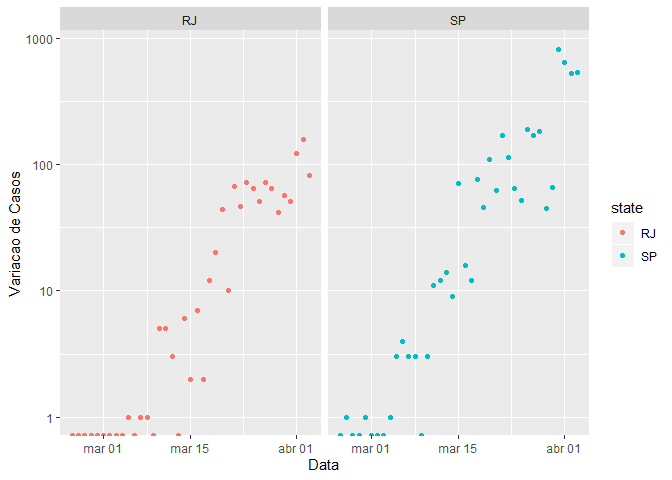 RJ
SP
1000
100
10
1
Variacao de Casos
mar 01
mar 15
abr 01
mar 01
mar 15
abr 01
Data
state
RJ
SP